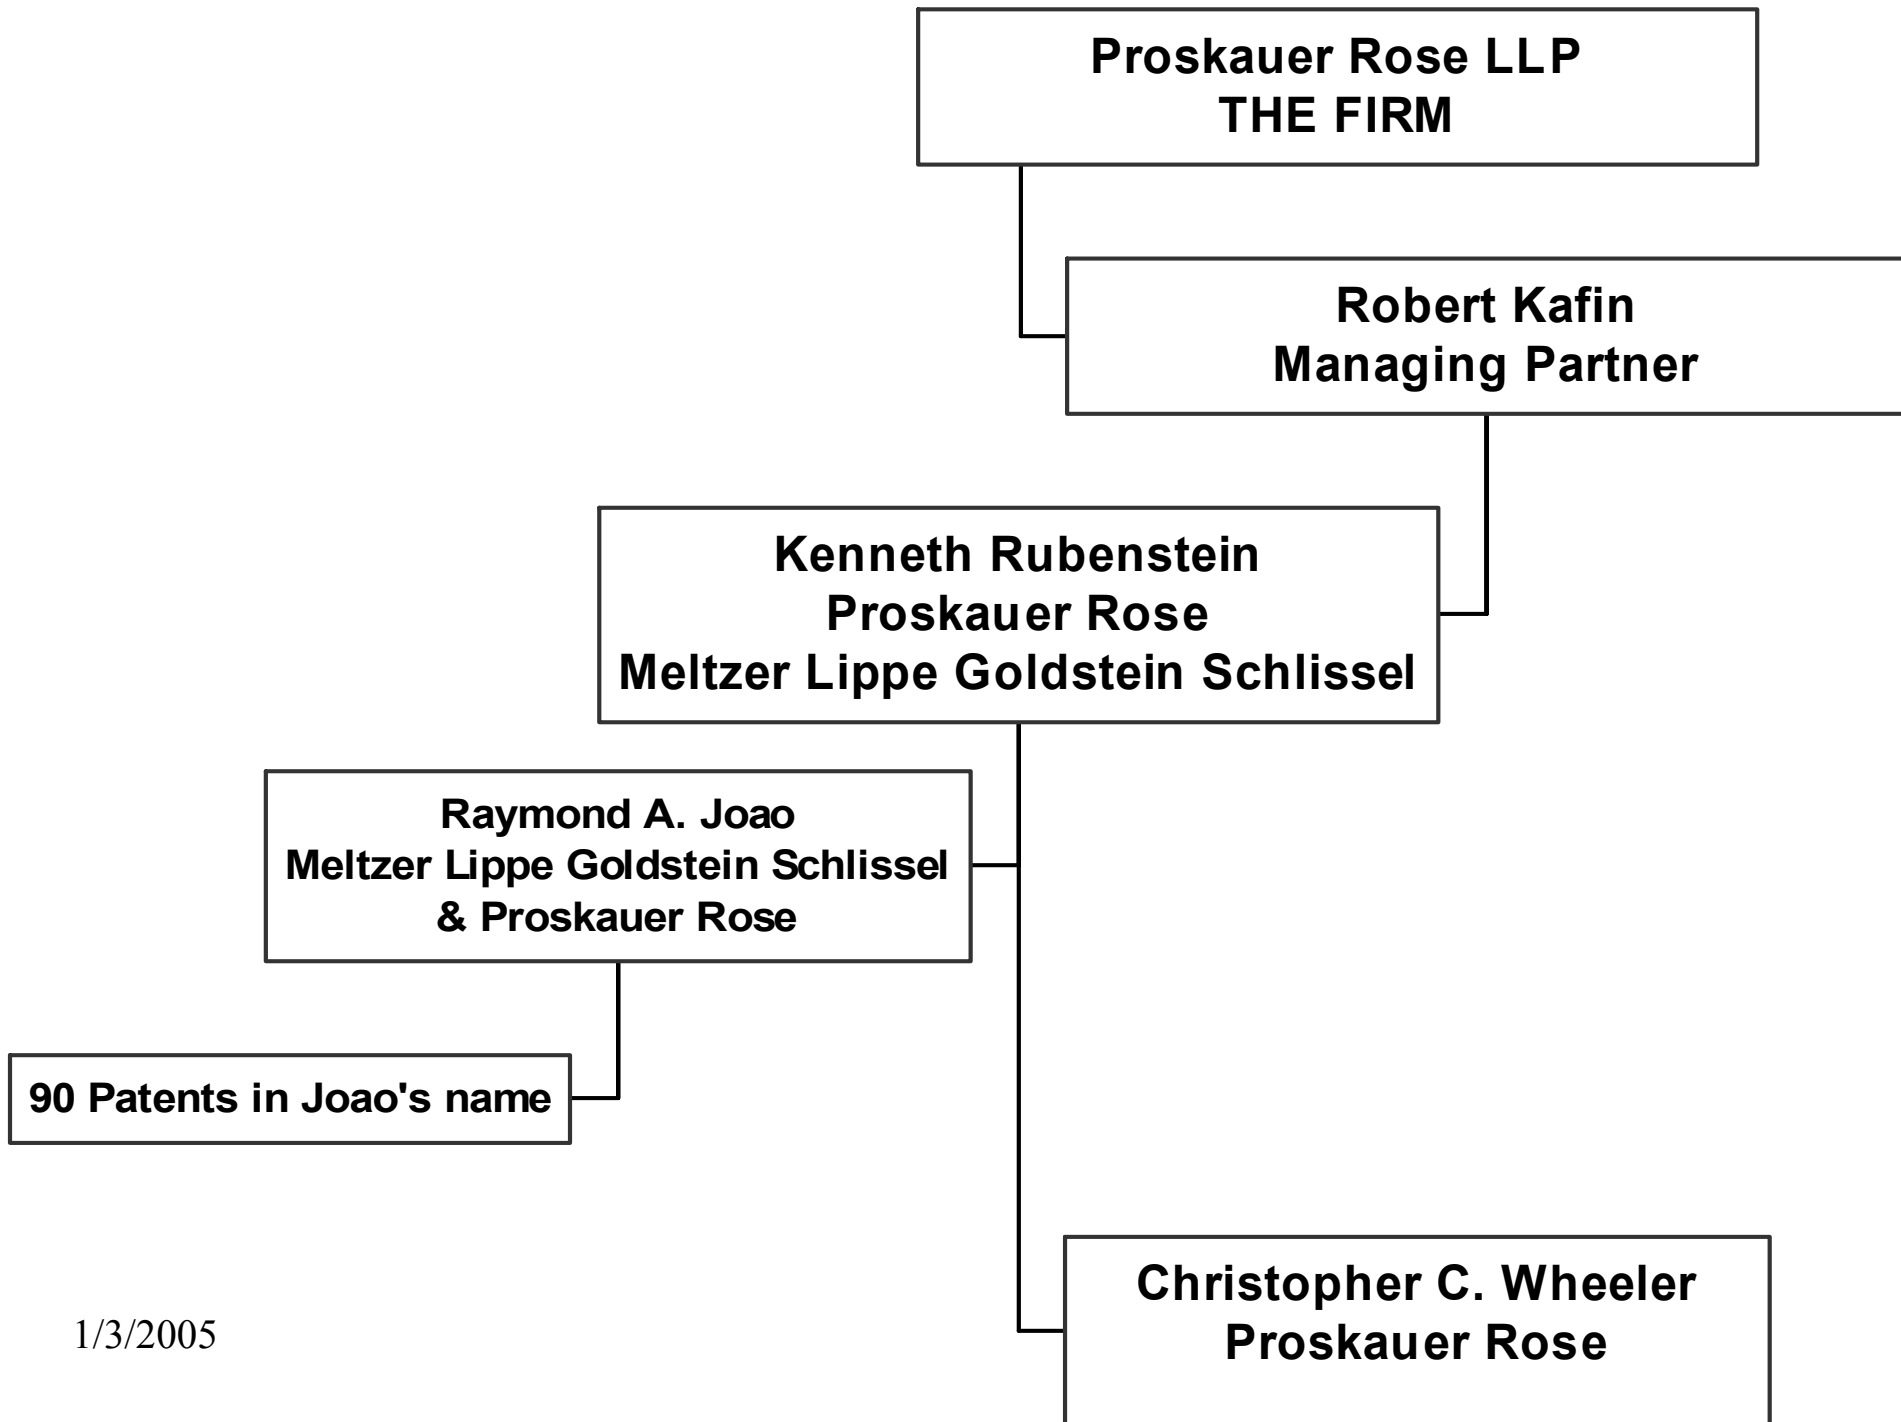 Proskauer Rose LLP
THE FIRM
Robert Kafin
Managing Partner
Kenneth Rubenstein
Proskauer Rose
Meltzer Lippe Goldstein Schlissel
Raymond A. Joao
Meltzer Lippe Goldstein Schlissel
& Proskauer Rose
90 Patents in Joao's name
Christopher C. Wheeler
Proskauer Rose
1/3/2005